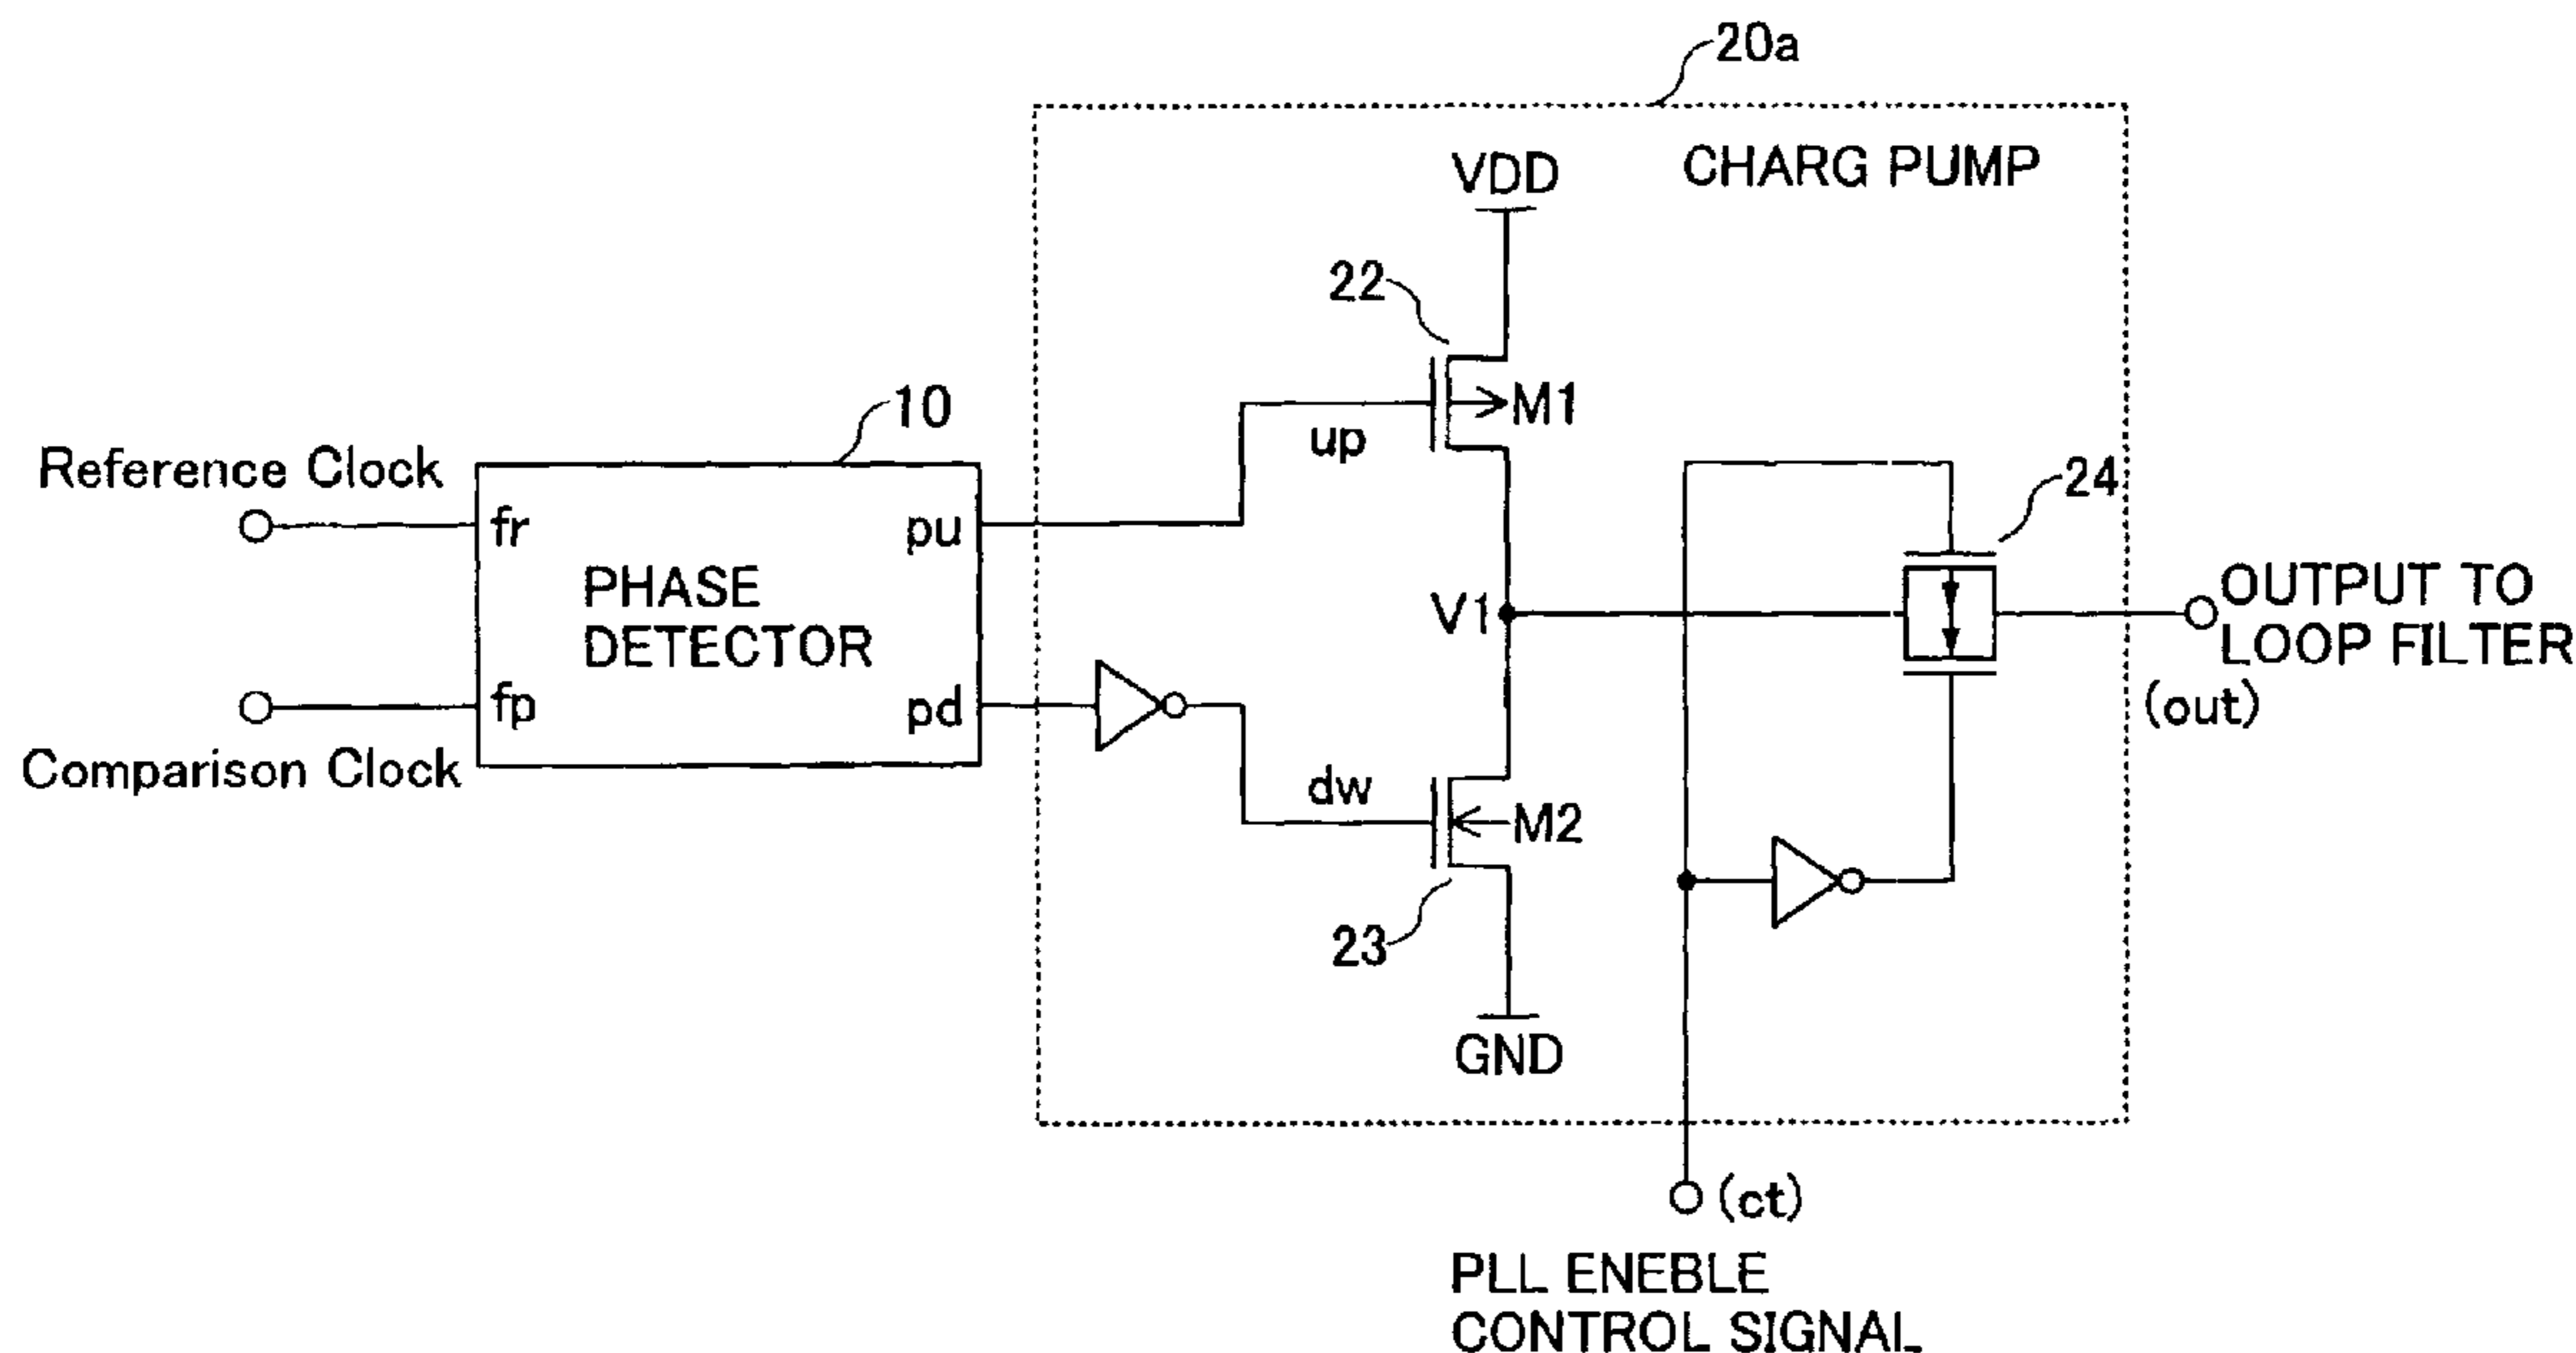 20a
CHARG PUMP
VDD
22
M1
up
10
Reference Clock
fr
pu
PHASE
DETECTOR
fp
pd
Comparison Clock
24
V1
OUTPUT TO
LOOP FILTER
(out)
dw
M2
23
GND
(ct)
PLL ENEBLE
CONTROL SIGNAL